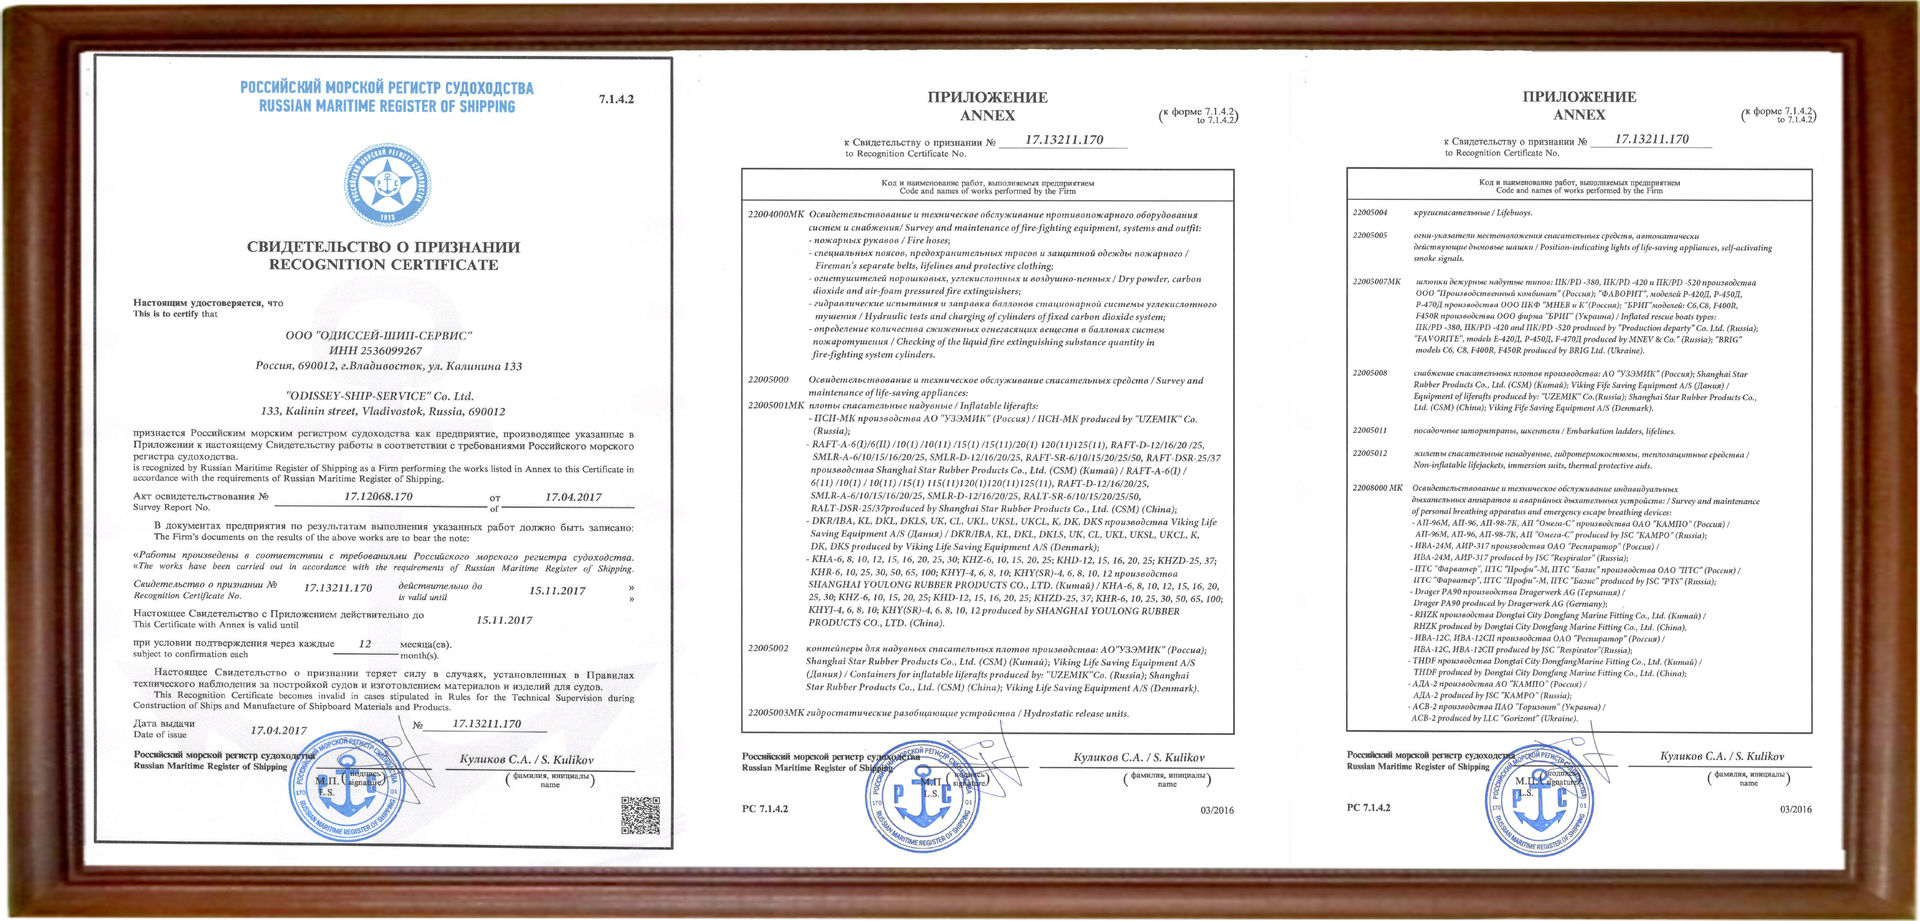 РОССИЙСКИЙ МОРСКОЙ РЕГИСТР СУДОХОДСТВА
RUSSIAN MARITIME REGISTER OF SHIPPING
7.1.4.2
РОССИЙСКИЙ МОРСКОЙ РЕГИСТР СУДОХОДСТВА
Р С
1913
СВИДЕТЕЛЬСТВО О ПРИЗНАНИИ
RECOGNITION CERTIFICATE
Настоящим удостоверяется, что
This is to certify that
ООО "ОДИССЕЙ-ШИП-СЕРВИС"
ИНН 2536099267
Россия, 690012, г.Владивосток, ул. Калинина 133
"ODISSEY-SHIP-SERVICE" Co. Ltd.
133, Kalinin street, Vladivostok, Russia, 690012
признается Российским морским регистром судоходства как предприятие, производящее указанные в
Приложении к настоящему Свидетельству работы в соответствии с требованиями Российского морского
регистра судоходства.
is recognized by Russian Maritime Register of Shipping as a Firm performing the works listed in Annex to this Certificate in
accordance with the requirements of Russian Maritime Register of Shipping.
Акт освидетельствования № 17.12068.170 от 17.04.2017
Survey Report No. of
В документах предприятия по результатам выполнения указанных работ должно быть записано:
The Firm's documents on the results of the above works are to bear the note:
«Работы произведены в соответствии с требованиями Российского морского регистра судоходства.
«The works have been carried out in accordance with the requirements of Russian Maritime Register of Shipping.
Свидетельство о признании № 17.13211.170 действительно до 15.11.2017 »
Recognition Certificate No. is valid until »
Настоящее Свидетельство с Приложением действительно до 15.11.2017
This Certificate with Annex is valid until
при условии подтверждения через каждые 12 месяца(ев).
subject to confirmation each month(s).
Настоящее Свидетельство о признании теряет силу в случаях, установленных в Правилах
технического наблюдения за постройкой судов и изготовлением материалов и изделий для судов.
This Recognition Certificate becomes invalid in cases stipulated in Rules for the Technical Supervision during
Construction of Ships and Manufacture of Shipboard Materials and Products.
Дата выдачи 17.04.2017 № 17.13211.170
Date of issue
Российский морской регистр судоходства Куликов С.А. / S. Kulikov
Russian Maritime Register of Shipping
М.П. (подпись) (фамилия, инициалы)
L.S. signature name
РОССИЙСКИЙ МОРСКОЙ РЕГИСТР СУДОХОДСТВА
RUSSIAN MARITIME REGISTER OF SHIPPING
170 01
ПРИЛОЖЕНИЕ
ANNEX
(к форме 7.1.4.2)
to 7.1.4.2
к Свидетельству о признании № 17.13211.170
to Recognition Certificate No.
Код и наименование работ, выполняемых предприятием
Code and names of works performed by the Firm
22004000МК Освидетельствование и техническое обслуживание противопожарного оборудования
систем и снабжения/ Survey and maintenance of fire-fighting equipment, systems and outfit:
- пожарных рукавов / Fire hoses;
- специальных поясов, предохранительных тросов и защитной одежды пожарного /
Fireman's separate belts, lifelines and protective clothing;
- огнетушителей порошковых, углекислотных и воздушно-пенных / Dry powder, carbon
dioxide and air-foam pressured fire extinguishers;
- гидравлические испытания и заправка баллонов стационарной системы углекислотного
тушения / Hydraulic tests and charging of cylinders of fixed carbon dioxide system;
- определение количества сжиженных огнегасящих веществ в баллонах систем
пожаротушения / Checking of the liquid fire extinguishing substance quantity in
fire-fighting system cylinders.
22005000 Освидетельствование и техническое обслуживание спасательных средств / Survey and
maintenance of life-saving appliances:
22005001МК плоты спасательные надувные / Inflatable liferafts:
- ПСН-МК производства АО "УЗЭМИК" (Россия) / ПСН-МК produced by "UZEMIK" Co.
(Russia);
- RAFT-A-6(I)/6(II) /10(1) /10(11) /15(1) /15(11)/20(1) 120(11)125(11), RAFT-D-12/16/20 /25,
SMLR-A-6/10/15/16/20/25, SMLR-D-12/16/20/25, RAFT-SR-6/10/15/20/25/50, RAFT-DSR-25/37
производства Shanghai Star Rubber Products Co., Ltd. (CSM) (Китай) / RAFT-A-6(I) /
6(11) /10(1) / 10(11) /15(1) 115(11)120(1)120(11)125(11), RAFT-D-12/16/20/25,
SMLR-A-6/10/15/16/20/25, SMLR-D-12/16/20/25, RALT-SR-6/10/15/20/25/50,
RALT-DSR-25/37produced by Shanghai Star Rubber Products Co., Ltd. (CSM) (China);
- DKR/IBA, KL, DKL, DKLS, UK, CL, UKL. UKSL, UKCL, K, DK, DKS производства Viking Life
Saving Equipment A/S (Дания) / DKR/IBA, KL, DKL, DKLS, UK, CL, UKL, UKSL, UKCL, K,
DK, DKS produced by Viking Life Saving Equipment A/S (Denmark);
- KHA-6, 8, 10, 12, 15, 16, 20, 25, 30; KHZ-6, 10, 15, 20, 25; KHD-12, 15, 16, 20, 25; KHZD-25, 37;
KHR-6, 10, 25, 30, 50, 65, 100; KHYJ-4, 6, 8, 10; KHY(SR)-4, 6, 8, 10, 12 производства
SHANGHAI YOULONG RUBBER PRODUCTS CO., LTD. (Китай) / KHA-6, 8, 10, 12, 15, 16, 20,
25, 30; KHZ-6, 10, 15, 20, 25; KHD-12, 15, 16, 20, 25; KHZD-25, 37; KHR-6, 10, 25, 30, 50, 65, 100;
KHYJ-4, 6, 8, 10; KHY(SR)-4, 6, 8, 10, 12 produced by SHANGHAI YOULONG RUBBER
PRODUCTS CO., LTD. (China).
22005002 контейнеры для надувных спасательных плотов производства: АО"УЗЭМИК" (Россиа);
Shanghai Star Rubber Products Co., Ltd. (CSM) (Китай); Viking Life Saving Equipment A/S
(Дания) / Containers for inflatable liferafts produced by: "UZEMIK"Co. (Russia); Shanghai
Star Rubber Products Co., Ltd. (CSM) (China); Viking Life Saving Equipment A/S (Denmark).
22005003МК гидростатические разобщающие устройства / Hydrostatic release units.
Российский морской регистр судоходства Куликов С.А. / S. Kulikov
Russian Maritime Register of Shipping
М.П. (подпись) (фамилия, инициалы)
L.S. signature name
РОССИЙСКИЙ МОРСКОЙ РЕГИСТР СУДОХОДСТВА
RUSSIAN MARITIME REGISTER OF SHIPPING
170 Р С 01
РС 7.1.4.2 03/2016
ПРИЛОЖЕНИЕ
ANNEX
(к форме 7.1.4.2)
to 7.1.4.2
к Свидетельству о признании № 17.13211.170
to Recognition Certificate No.
Код и наименование работ, выполняемых предприятием
Code and names of works performed by the Firm
22005004 кругиспасательные / Lifebuoys.
22005005 огни-указатели местоположения спасательных средств, автоматически
действующие дымовые шашки / Position-indicating lights of life-saving appliances, self-activating
smoke signals.
22005007МК шлюпки дежурные надутые типов: ПК/PD -380, ПК/PD -420 и ПК/PD -520 производства
ООО "Производственный комбинат" (Россия); "ФАВОРИТ", моделей Р-420Д, Р-450Д,
Р-470Д производства ООО ПКФ "МНЕВ и К"(Россия); "БРИГ"моделей: С6,С8, F400R,
F450R производства ООО фирма "БРИГ" (Украина) / Inflated rescue boats types:
ПК/PD -380, ПК/PD -420 and ПК/PD -520 produced by "Production departy" Co. Ltd. (Russia);
"FAVORITE", models Е-420Д, Р-450Д, F-470Д produced by MNEV & Co." (Russia); "BRIG"
models C6, C8, F400R, F450R produced by BRIG Ltd. (Ukraine).
22005008 снабжение спасательных плотов производства: АО "УЗЭМИК" (Россия); Shanghai Star
Rubber Products Co., Ltd. (CSM) (Китай); Viking Fife Saving Equipment A/S (Дания) /
Equipment of liferafts produced by: "UZEMIK" Co.(Russia); Shanghai Star Rubber Products Co.,
Ltd. (CSM) (China); Viking Fife Saving Equipment A/S (Denmark).
22005011 посадочные штормтрапы, шкентели / Embarkation ladders, lifelines.
22005012 жилеты спасательные ненадувные, гидротермокостюмы, теплозащитные средства /
Non-inflatable lifejackets, immersion suits, thermal protective aids.
22008000 МК Освидетельствование и техническое обслуживание индивидуальных
дыхательных аппаратов и аварийных дыхательных устройств: / Survey and maintenance
of personal breathing apparatus and emergency escape breathing devices:
- АП-96М, АП-96, АП-98-7К, АП "Омега-С" производства ОАО "КАМПО" (Россия) /
АП-96М, АП-96, АП-98-7К, АП "Омега-С" produced by JSC "KAMPO" (Russia);
- ИВА-24М, АИР-317 производства ОАО "Респиратор" (Россия) /
ИВА-24М, АИР-317 produced by JSC "Respirator" (Russia);
- ПТС "Фарватер", ПТС "Профи"-М, ПТС "Базис" производства ОАО "ПТС" (Россия) /
ПТС "Фарватер", ПТС "Профи"-М, ПТС "Базис" produced by JSC "PTS" (Russia);
- Drager PA90 производства Dragerwerk AG (Германия) /
Drager PA90 produced by Dragerwerk AG (Germany);
- RHZK производства Dongtai City Dongfang Marine Fitting Co., Ltd. (Китай) /
RHZK produced by Dongtai City Dongfang Marine Fitting Co., Ltd. (China).
- ИВА-12С, ИВА-12СП производства ОАО "Респиратор" (Россия) /
ИВА-12С, ИВА-12СП produced by JSC "Respirator"(Russia);
- THDF производства Dongtai City DongfangMarine Fitting Co., Ltd. (Китай) /
THDF produced by Dongtai City Dongfang Marine Fitting Co., Ltd. (China);
- АДА-2 производства АО "КАМПО" (Россия) /
АДА-2 produced by JSC "KAMPO" (Russia);
- АСВ-2 производства ПАО "Горизонт" (Украина) /
АСВ-2 produced by LLC "Gorizont" (Ukraine).
Российский морской регистр судоходства Куликов С.А. / S. Kulikov
Russian Maritime Register of Shipping
М.П. (подпись) (фамилия, инициалы)
L.S. signature name
РОССИЙСКИЙ МОРСКОЙ РЕГИСТР СУДОХОДСТВА
RUSSIAN MARITIME REGISTER OF SHIPPING
170 Р С 01
РС 7.1.4.2 03/2016